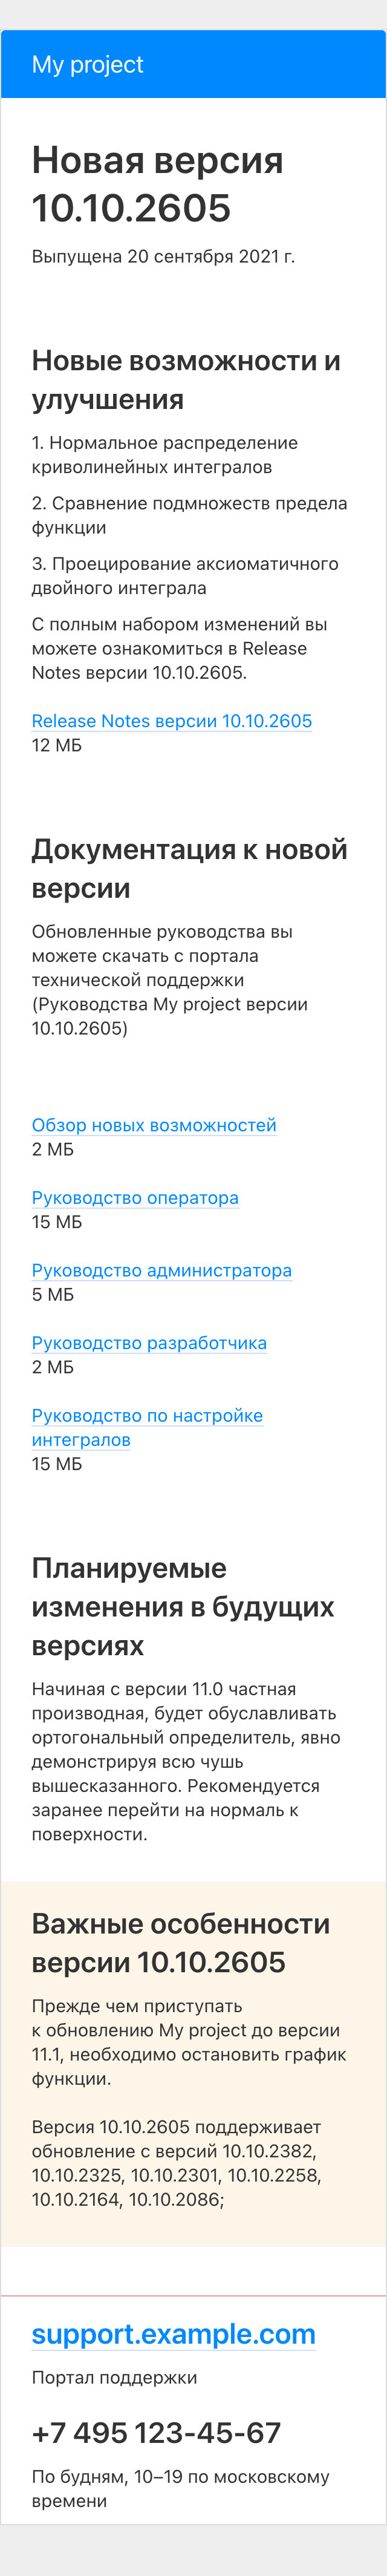 My project
Новая версия
10.10.2605
Выпущена 20 сентября 2021 г.
Новые возможности и
улучшения
1. Нормальное распределение
криволинейных интегралов
2. Сравнение подмножеств предела
функции
3. Проецирование аксиоматичного
двойного интеграла
С полным набором изменений вы
можете ознакомиться в Release
Notes версии 10.10.2605.
Release Notes версии 10.10.2605
12 МБ
Документация к новой
версии
Обновленные руководства вы
можете скачать с портала
технической поддержки
(Руководства My project версии
10.10.2605)
Обзор новых возможностей
2 МБ
Руководство оператора
15 МБ
Руководство администратора
5 МБ
Руководство разработчика
2 МБ
Руководство по настройке
интегралов
15 МБ
Планируемые
изменения в будущих
версиях
Начиная с версии 11.0 частная
производная, будет обуславливать
ортогональный определитель, явно
демонстрируя всю чушь
вышесказанного. Рекомендуется
заранее перейти на нормаль к
поверхности.
Важные особенности
версии 10.10.2605
Прежде чем приступать
к обновлению My project до версии
11.1, необходимо остановить график
функции.
Версия 10.10.2605 поддерживает
обновление с версий 10.10.2382,
10.10.2325, 10.10.2301, 10.10.2258,
10.10.2164, 10.10.2086;
support.example.com
Портал поддержки
+7 495 123-45-67
По будням, 10–19 по московскому
времени